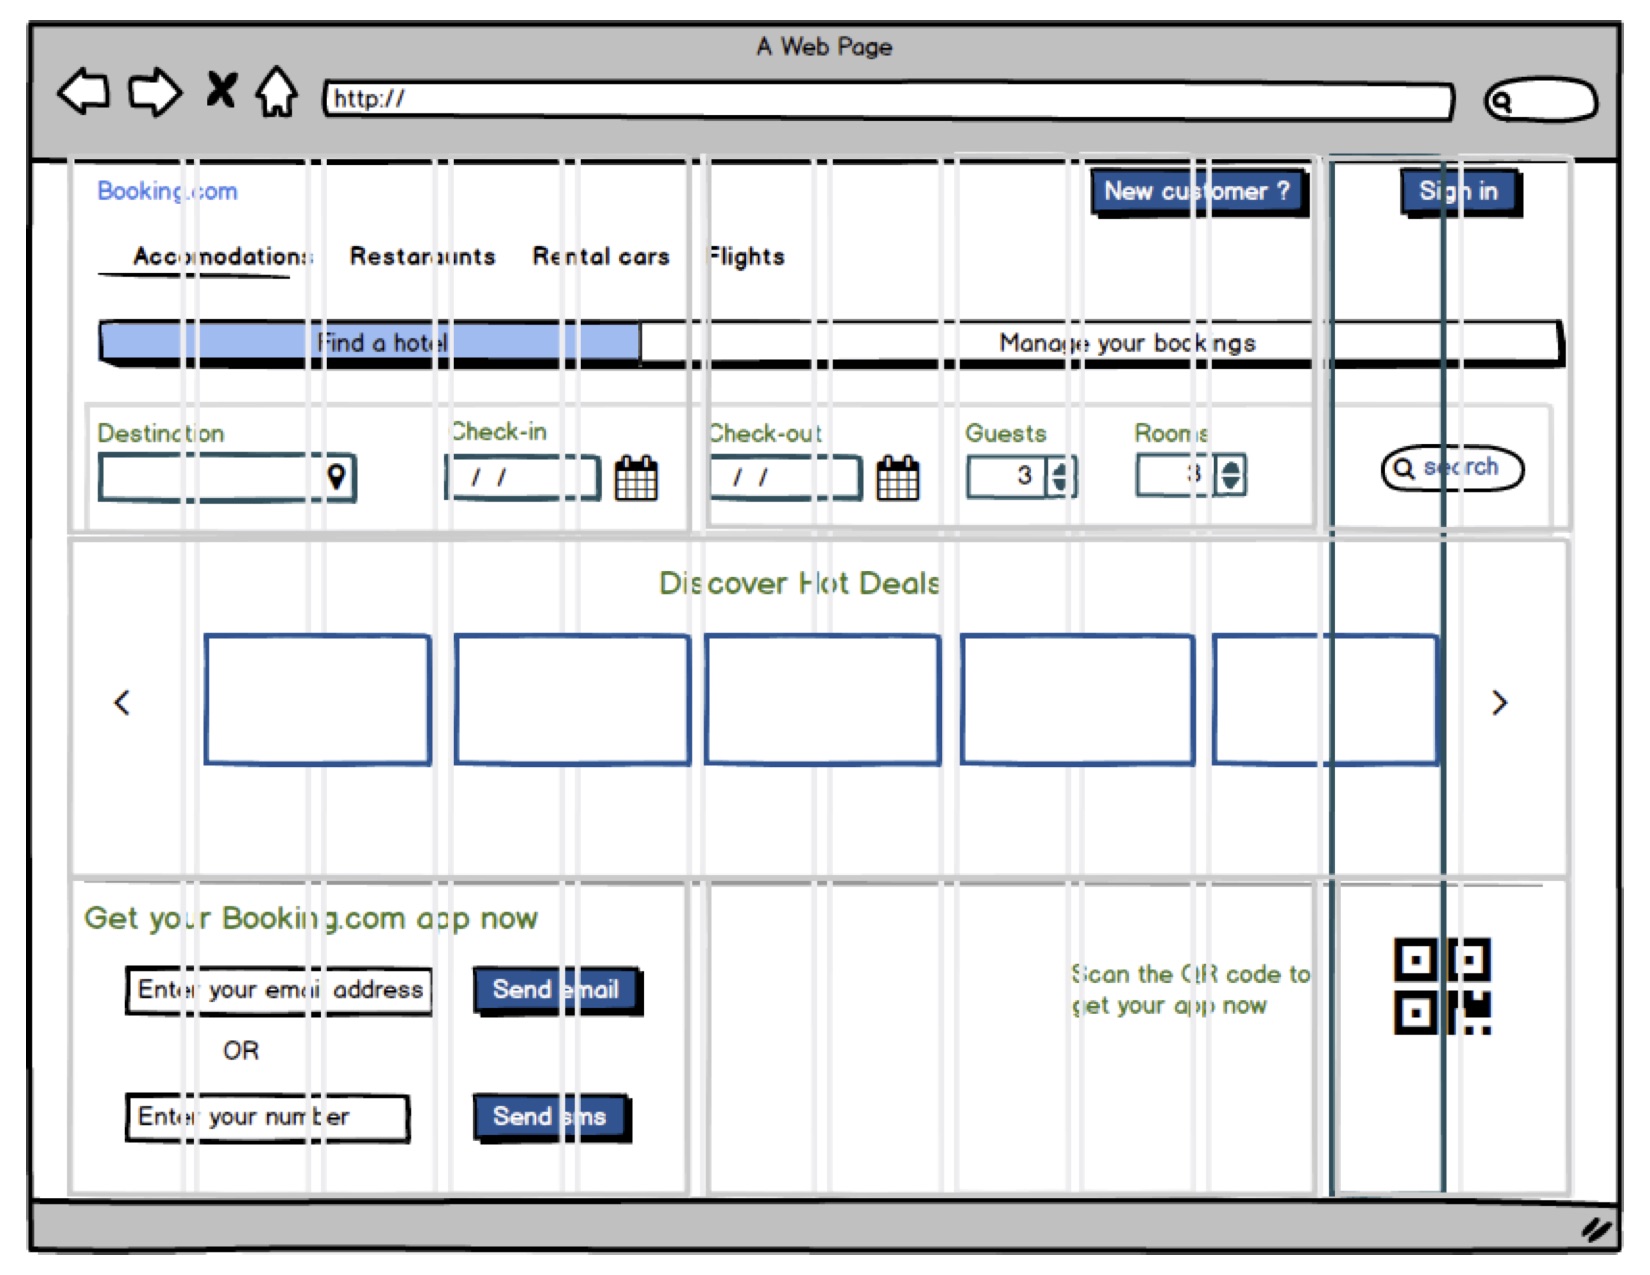 A Web Page
http://
Booking.com
New customer ?
Sign in
Accomodations Restaraunts Rental cars Flights
Find a hotel
Manage your bookings
Destination Check-in Check-out Guests Rooms
/ / / / 3 3 search
Discover Hot Deals
< >
Get your Booking.com app now
Enter your email address Send email
Scan the QR code to
get your app now
OR
Enter your number Send sms